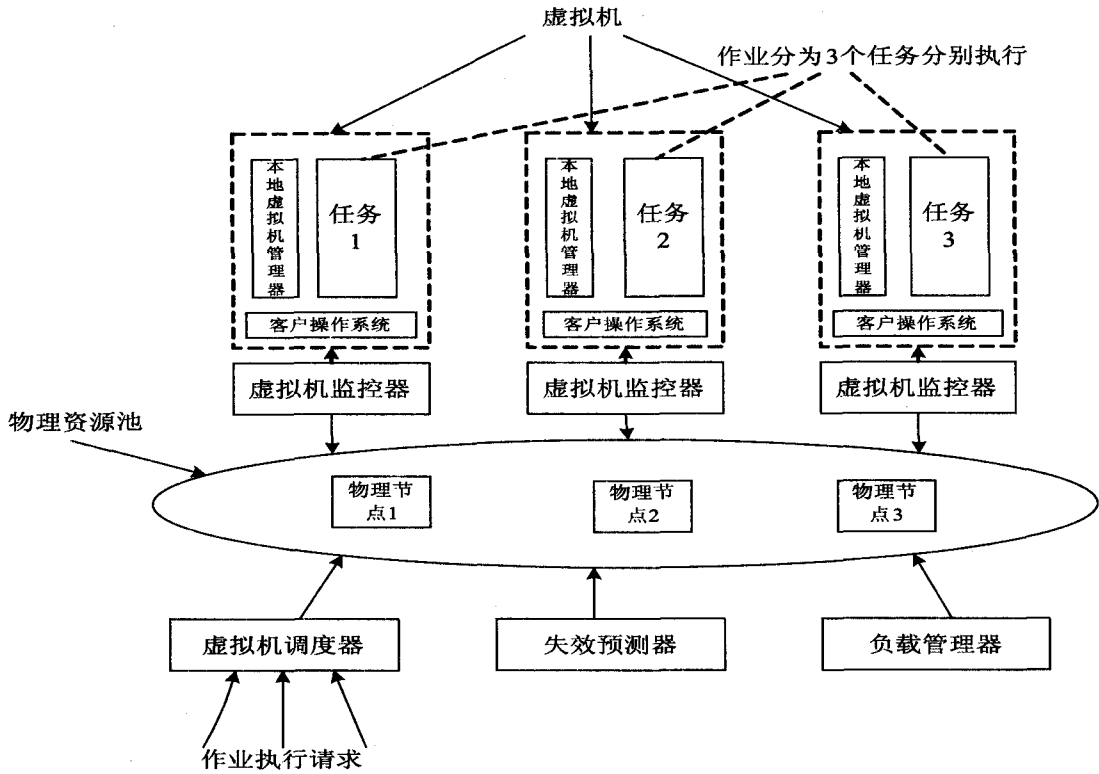 虚拟机
作业分为3个任务分别执行
本地虚拟机管理器
任务
1
客户操作系统
本地虚拟机管理器
任务
2
客户操作系统
本地虚拟机管理器
任务
3
客户操作系统
虚拟机监控器
虚拟机监控器
虚拟机监控器
物理资源池
物理节
点1
物理节
点2
物理节
点3
虚拟机调度器
失效预测器
负载管理器
作业执行请求